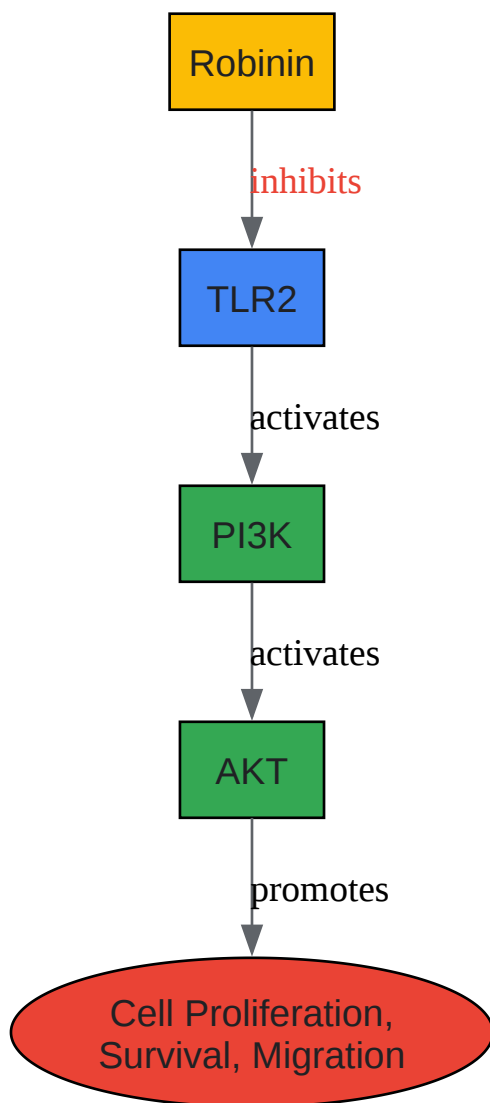 Robinin
inhibits
TLR2
activates
PI3K
activates
AKT
promotes
Cell Proliferation,
Survival, Migration